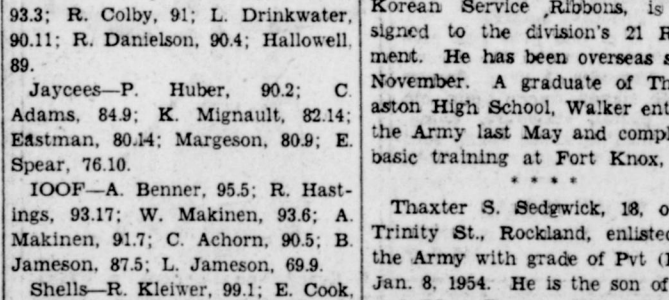 93.3; R. Colby, 91; L. Drinkwater,
90.11; R. Danielson, 90.4; Hallowell,
89.
Jaycees—P. Huber, 90.2; C.
Adams, 84.9; K. Mignault, 82.14;
Eastman, 80.14; Margeson, 80.9; E.
Spear, 76.10.
IOOF—A. Benner, 95.5; R. Hast-
ings, 93.17; W. Makinen, 93.6; A.
Makinen, 91.7; C. Achorn, 90.5; B.
Jameson, 87.5; L. Jameson, 69.9.
Shells—R. Kleiwer, 99.1; E. Cook,
Korean Service Ribbons, is
signed to the division's 21
ment. He has been overseas
November. A graduate of
aston High School, Walker
the Army last May and
basic training at Fort Knox,
* * * *
Thaxter S. Sedgwick, 18,
Trinity St., Rockland,
the Army with grade of Pvt
Jan. 8, 1954. He is the son